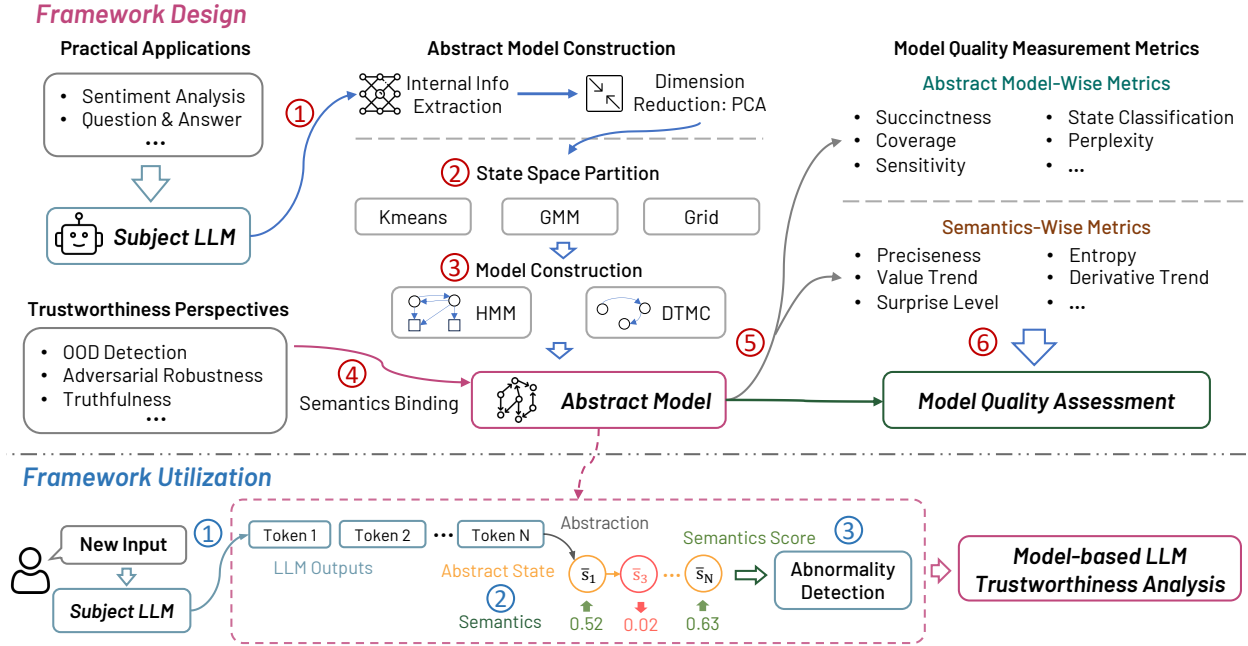 Framework Design
Practical Applications
• Sentiment Analysis
• Question & Answer
...
Subject LLM
Trustworthiness Perspectives
• OOD Detection
• Adversarial Robustness
• Truthfulness
...
①
Abstract Model Construction
Internal Info
Extraction
Dimension
Reduction: PCA
② State Space Partition
Kmeans
GMM
Grid
③ Model Construction
HMM
DTMC
④
Semantics Binding
Abstract Model
⑤
Model Quality Measurement Metrics
Abstract Model-Wise Metrics
• Succinctness
• Coverage
• Sensitivity
• State Classification
• Perplexity
• ...
Semantics-Wise Metrics
• Preciseness
• Value Trend
• Surprise Level
• Entropy
• Derivative Trend
• ...
⑥
Model Quality Assessment
Framework Utilization
New Input
Subject LLM
①
Token 1
Token 2
...
Token N
LLM Outputs
Abstraction
Abstract State
②
Semantics
s̄1
s̄3
...
s̄N
0.52
0.02
0.63
Semantics Score
③
Abnormality
Detection
Model-based LLM
Trustworthiness Analysis